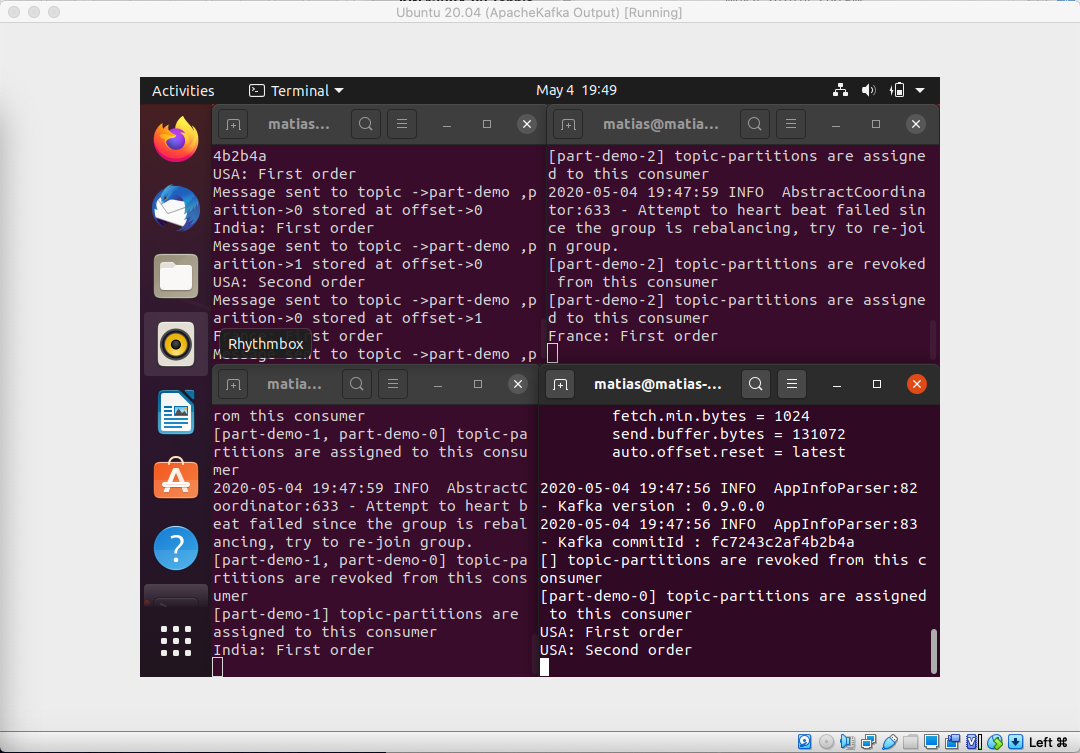 Ubuntu 20.04 (ApacheKafka Output) [Running]
Activities
Terminal
May 4 19:49
matias...
4b2b4a
USA: First order
Message sent to topic ->part-demo ,p
arition->0 stored at offset->0
India: First order
Message sent to topic ->part-demo ,p
arition->1 stored at offset->0
USA: Second order
Message sent to topic ->part-demo ,p
arition->0 stored at offset->1
st order
Rhythmbox
nt to topic ->part-demo ,p
matias@matia...
[part-demo-2] topic-partitions are assigne
d to this consumer
2020-05-04 19:47:59 INFO  AbstractCoordina
tor:633 - Attempt to heart beat failed sin
ce the group is rebalancing, try to re-joi
n group.
[part-demo-2] topic-partitions are revoked
 from this consumer
[part-demo-2] topic-partitions are assigne
d to this consumer
France: First order
matia...
rom this consumer
[part-demo-1, part-demo-0] topic-pa
rtitions are assigned to this consu
mer
2020-05-04 19:47:59 INFO  AbstractC
oordinator:633 - Attempt to heart b
eat failed since the group is rebal
ancing, try to re-join group.
[part-demo-1, part-demo-0] topic-pa
rtitions are revoked from this cons
umer
[part-demo-1] topic-partitions are 
assigned to this consumer
India: First order
matias@matias-...
fetch.min.bytes = 1024
send.buffer.bytes = 131072
auto.offset.reset = latest
2020-05-04 19:47:56 INFO  AppInfoParser:82
- Kafka version : 0.9.0.0
2020-05-04 19:47:56 INFO  AppInfoParser:83
- Kafka commitId : fc7243c2af4b2b4a
[] topic-partitions are revoked from this c
onsumer
[part-demo-0] topic-partitions are assigned
 to this consumer
USA: First order
USA: Second order
Left ⌘